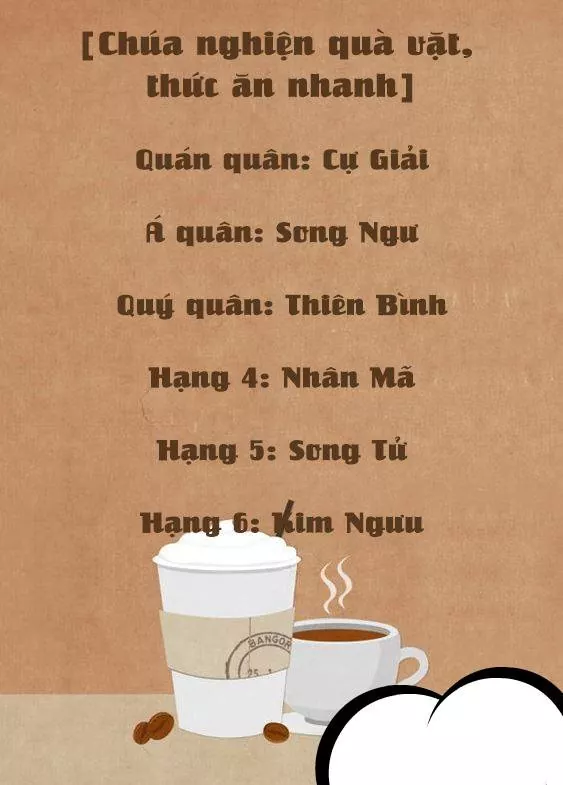 [Chúa nghiện quà vặt,
thức ăn nhanh]
Quán quân: Cự Giải
Á quân: Song Ngư
Quý quân: Thiên Bình
Hạng 4: Nhân Mã
Hạng 5: Song Tử
Hạng 6: Kim Ngưu
BANGOR